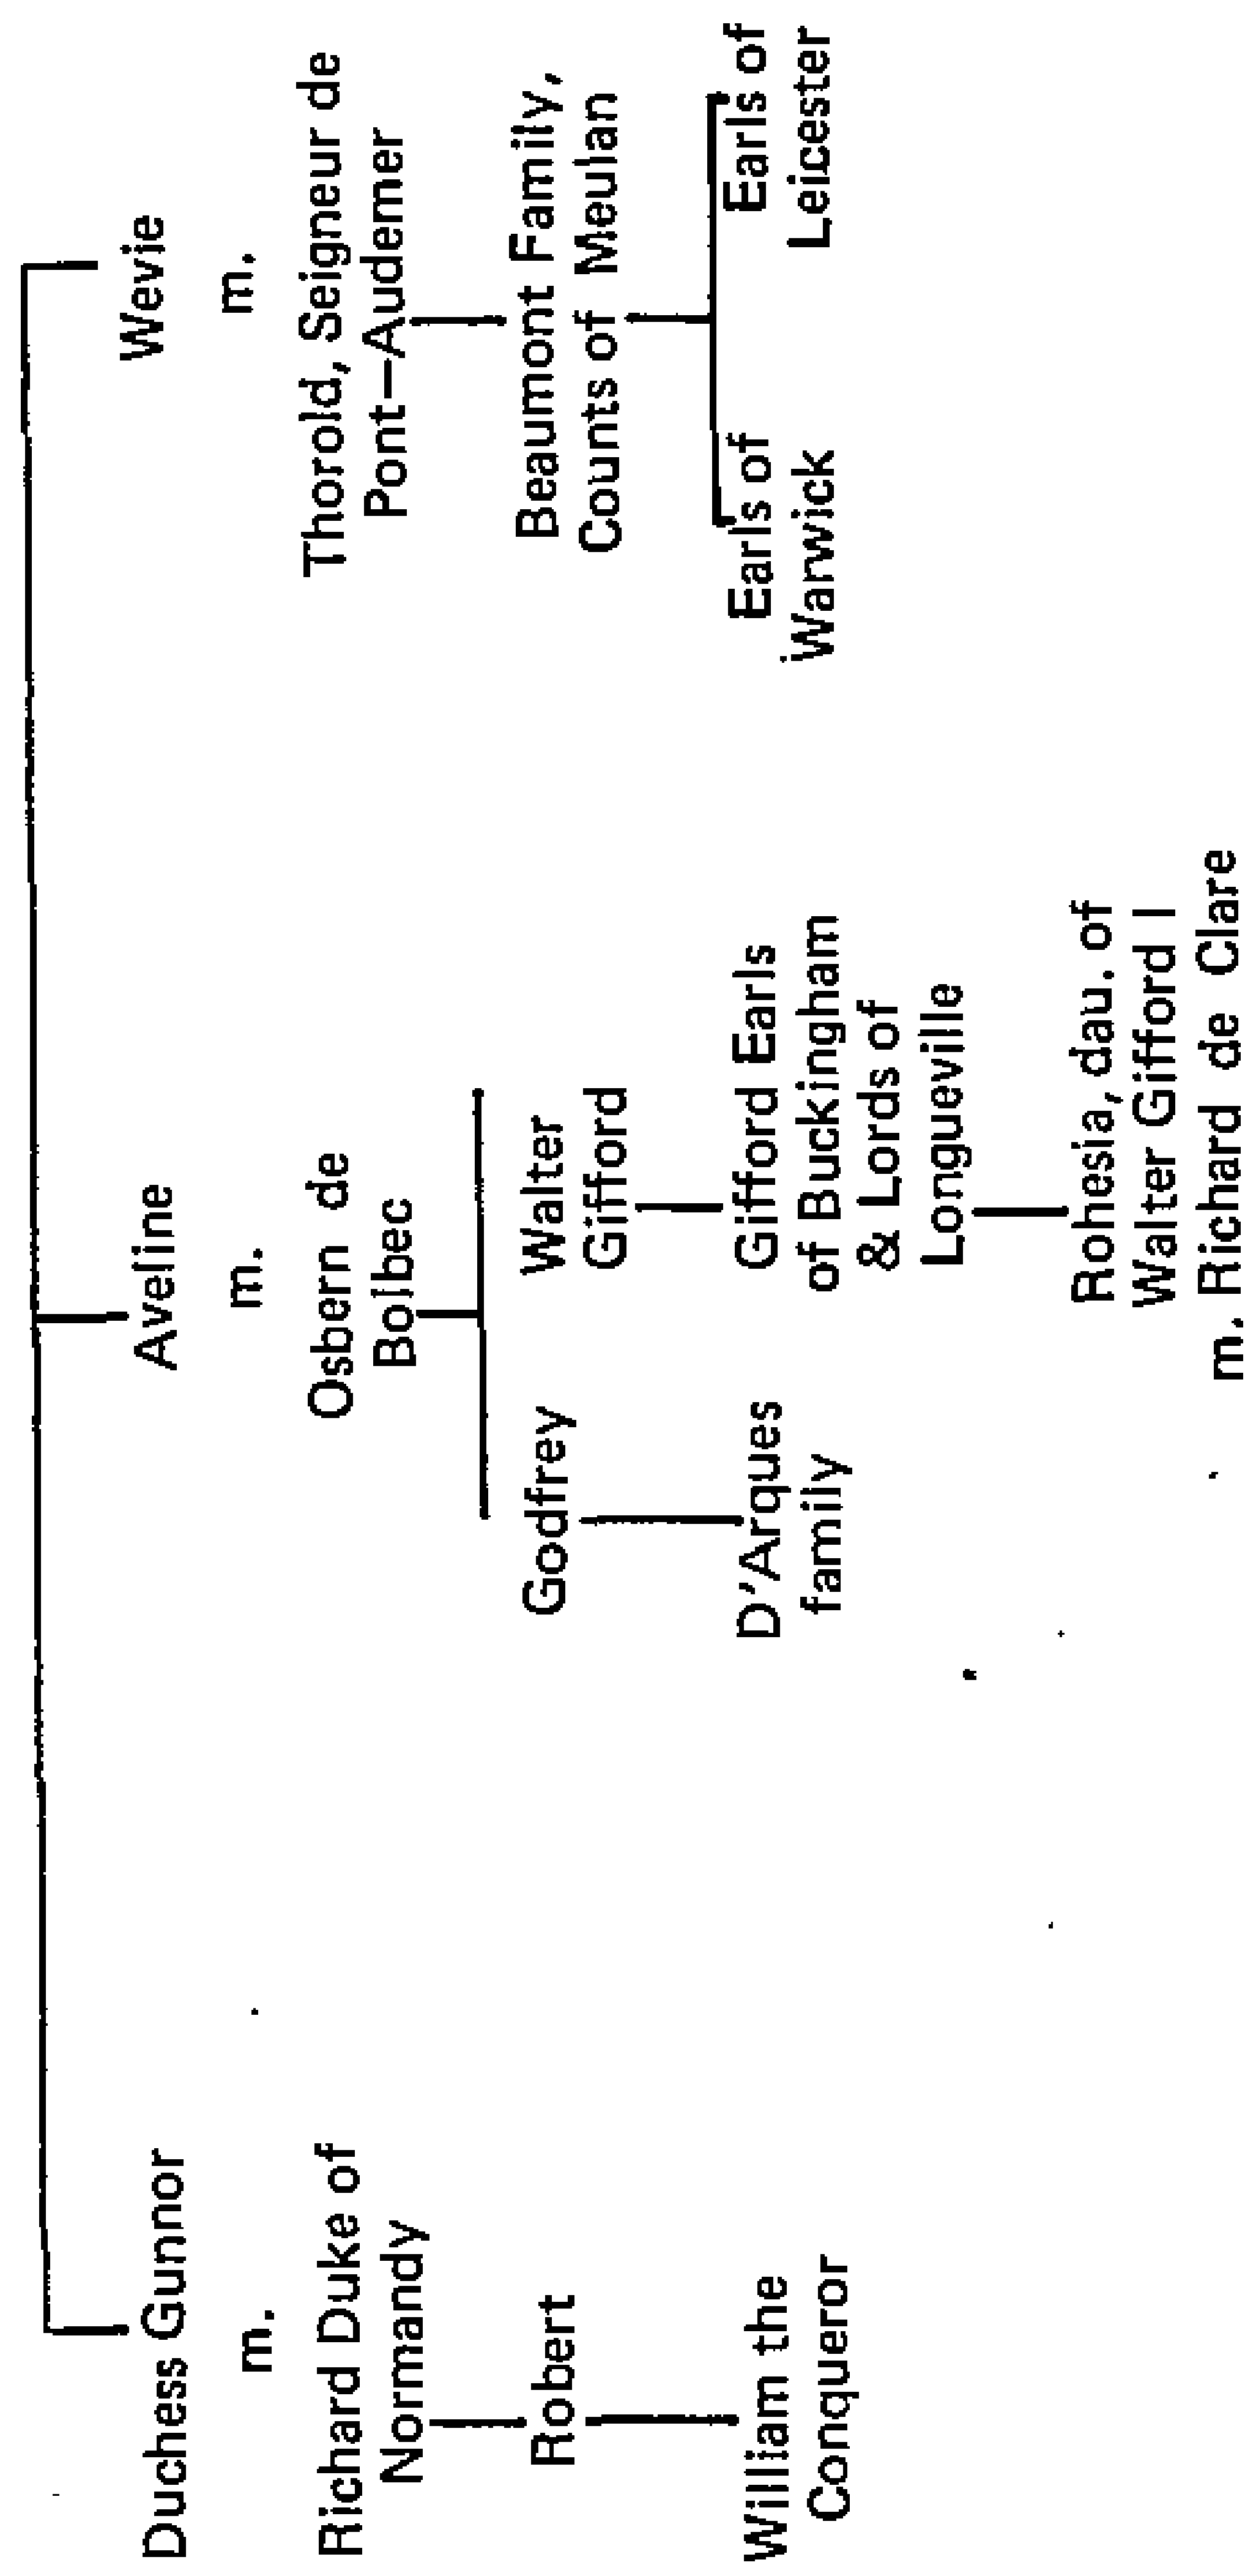 Duchess Gunnor
m.
Richard Duke of
Normandy
Robert
William the
Conqueror
Aveline
m.
Osbern de
Bolbec
Godfrey
D'Arques
family
Walter
Gifford
Gifford Earls
of Buckingham
& Lords of
Longueville
Rohesia, dau. of
Walter Gifford I
m. Richard de Clare
Wevie
m.
Thorold, Seigneur de
Pont–Audemer
Beaumont Family,
Counts of Meulan
Earls of
Warwick
Earls of
Leicester